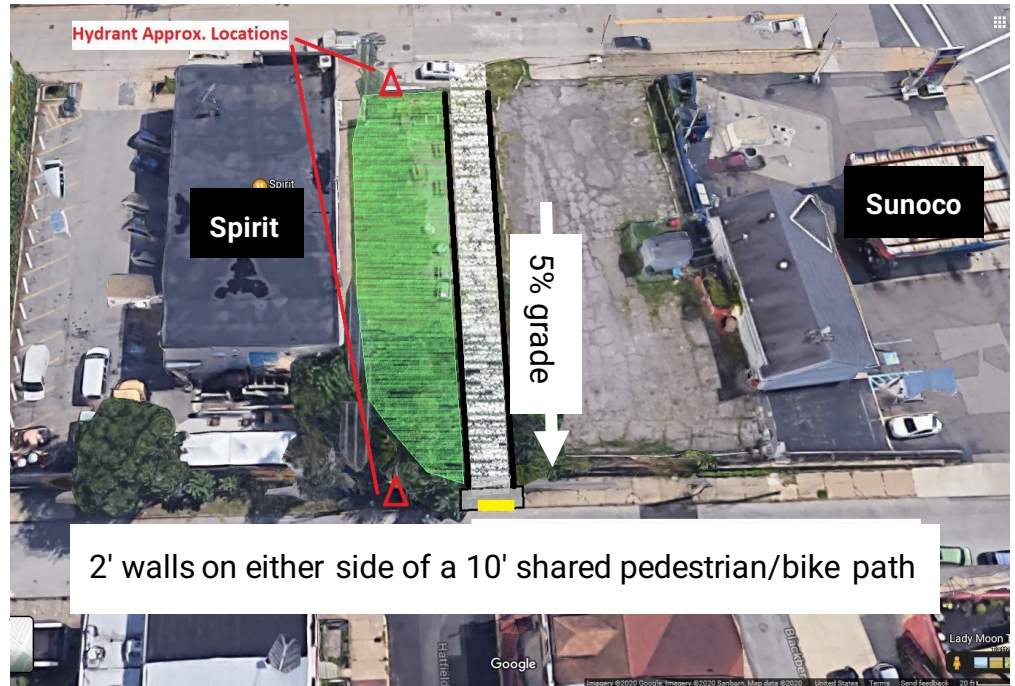 Hydrant Approx. Locations
Spirit
Spirit
Sunoco
5% grade
2' walls on either side of a 10' shared pedestrian/bike path
Hatfield
Blackber
Lady Moon T
Google
Imagery ©2020 Google, Imagery ©2020 Sanborn, Map data ©2020 United States Terms Send feedback 20 ft